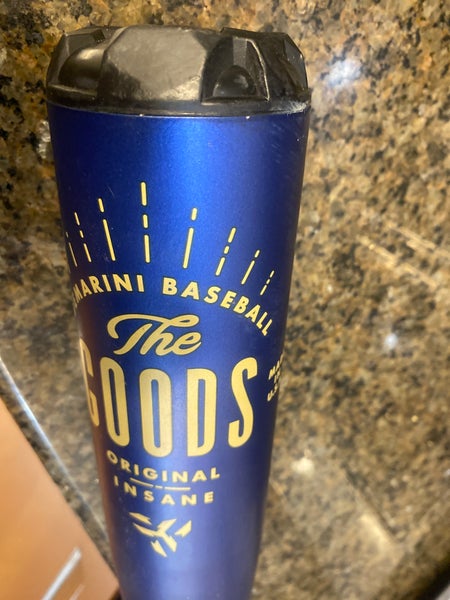 MARINI BASEBALL
The
GOODS
ORIGINAL
INSANE